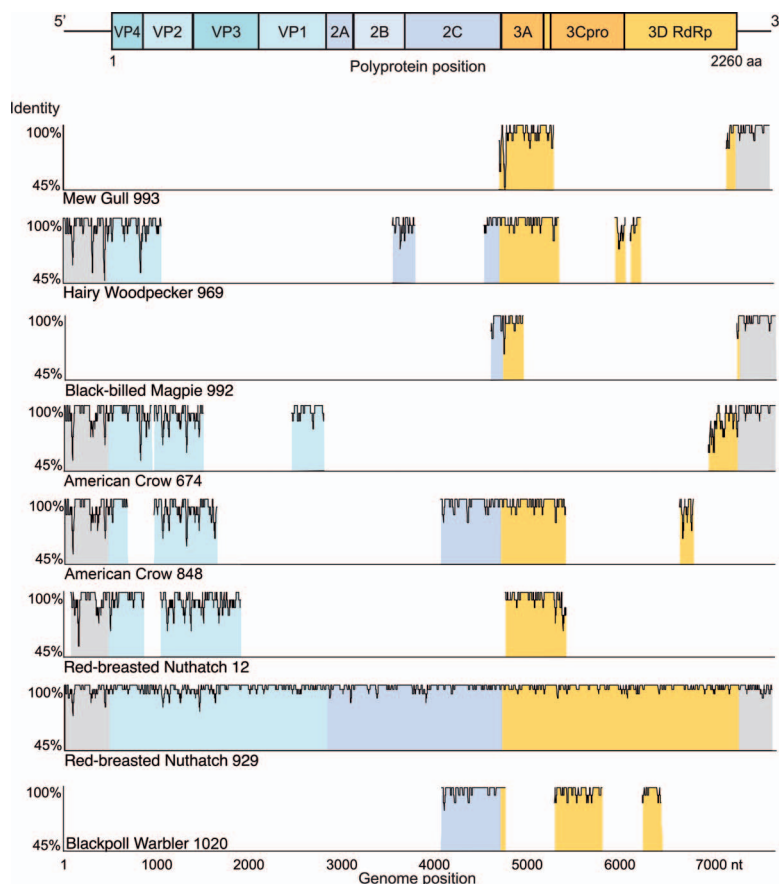 5' VP4 VP2 VP3 VP1 2A 2B 2C 3A 3Cpro 3D RdRp 3'
1 Polyprotein position 2260 aa
Identity
100%
45%
Mew Gull 993
100%
45%
Hairy Woodpecker 969
100%
45%
Black-billed Magpie 992
100%
45%
American Crow 674
100%
45%
American Crow 848
100%
45%
Red-breasted Nuthatch 12
100%
45%
Red-breasted Nuthatch 929
100%
45%
Blackpoll Warbler 1020
1 1000 2000 3000 4000 5000 6000 7000 nt
Genome position